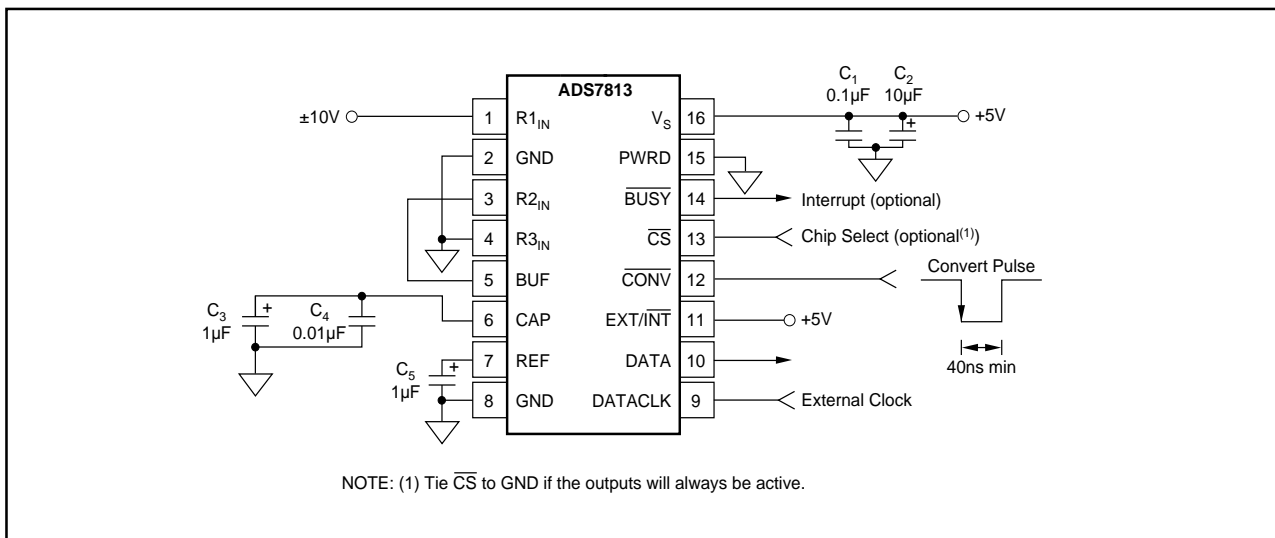 ADS7813
C1
0.1µF
C2
10µF
+
+5V
±10V
1 R1IN
VS 16
2 GND
PWRD 15
3 R2IN
BUSY 14
Interrupt (optional)
4 R3IN
CS 13
Chip Select (optional(1))
5 BUF
CONV 12
Convert Pulse
40ns min
C3
1µF
+
C4
0.01µF
6 CAP
EXT/INT 11
+5V
C5
1µF
+
7 REF
DATA 10
8 GND
DATACLK 9
External Clock
NOTE: (1) Tie CS to GND if the outputs will always be active.